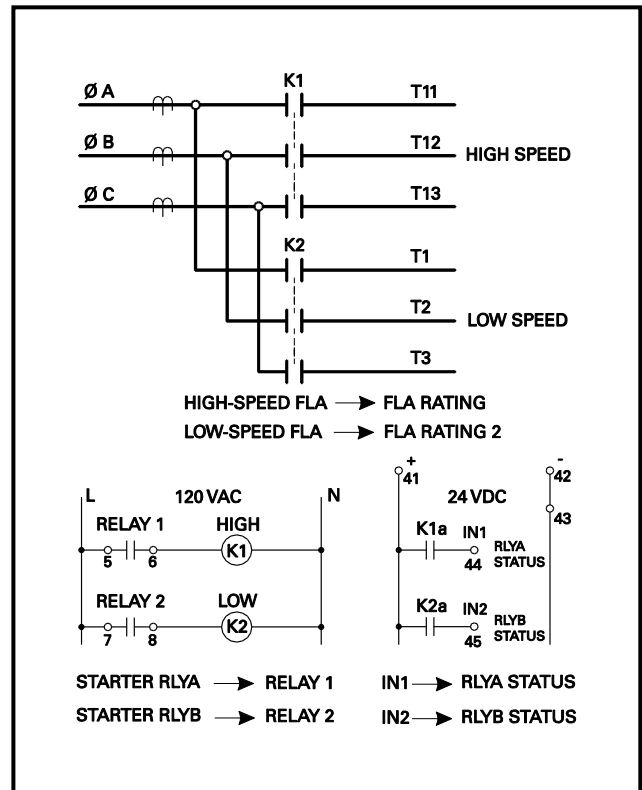 K1
Ø A T11
Ø B T12 HIGH SPEED
Ø C T13
K2
T1
T2 LOW SPEED
T3
HIGH-SPEED FLA → FLA RATING
LOW-SPEED FLA → FLA RATING 2
L 120 VAC N
RELAY 1 HIGH
5 6 K1
RELAY 2 LOW
7 8 K2
+ -
41 24 VDC 42
43
K1a IN1 RLYA
44 STATUS
K2a IN2 RLYB
45 STATUS
STARTER RLYA → RELAY 1
STARTER RLYB → RELAY 2
IN1 → RLYA STATUS
IN2 → RLYB STATUS